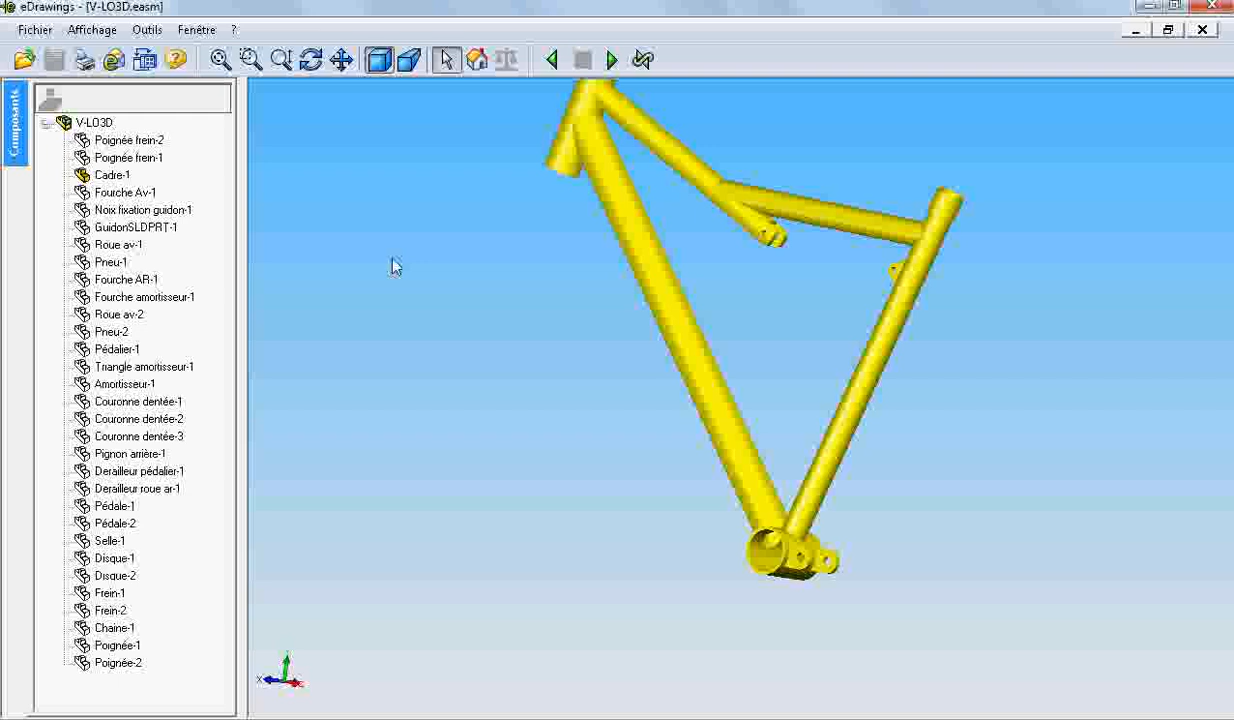 eDrawings - [V-LO3D.easm]
Fichier Affichage Outils Fenêtre ?
Composants
V-LO3D
Poignée frein-2
Poignée frein-1
Cadre-1
Fourche Av-1
Noix fixation guidon-1
GuidonSLDPRT-1
Roue av-1
Pneu-1
Fourche AR-1
Fourche amortisseur-1
Roue av-2
Pneu-2
Pédalier-1
Triangle amortisseur-1
Amortisseur-1
Couronne dentée-1
Couronne dentée-2
Couronne dentée-3
Pignon arrière-1
Derailleur pédalier-1
Derailleur roue ar-1
Pédale-1
Pédale-2
Selle-1
Disque-1
Disque-2
Frein-1
Frein-2
Chaine-1
Poignée-1
Poignée-2
X